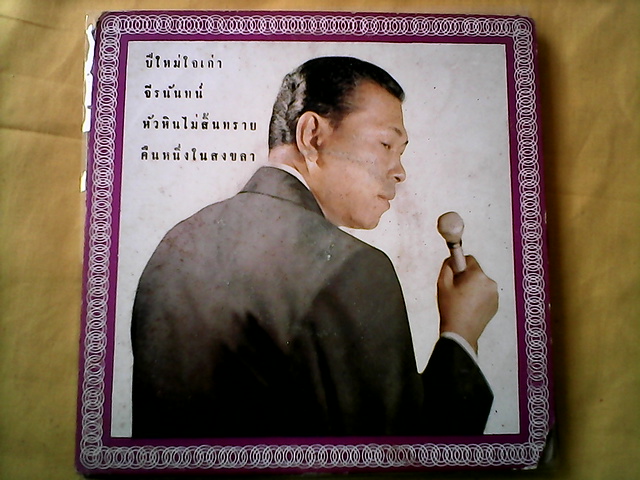 ปีใหม่ใจเก่า
จีรนันทน์
หัวหินไม่สิ้นทราย
คืนหนึ่งในสงขลา